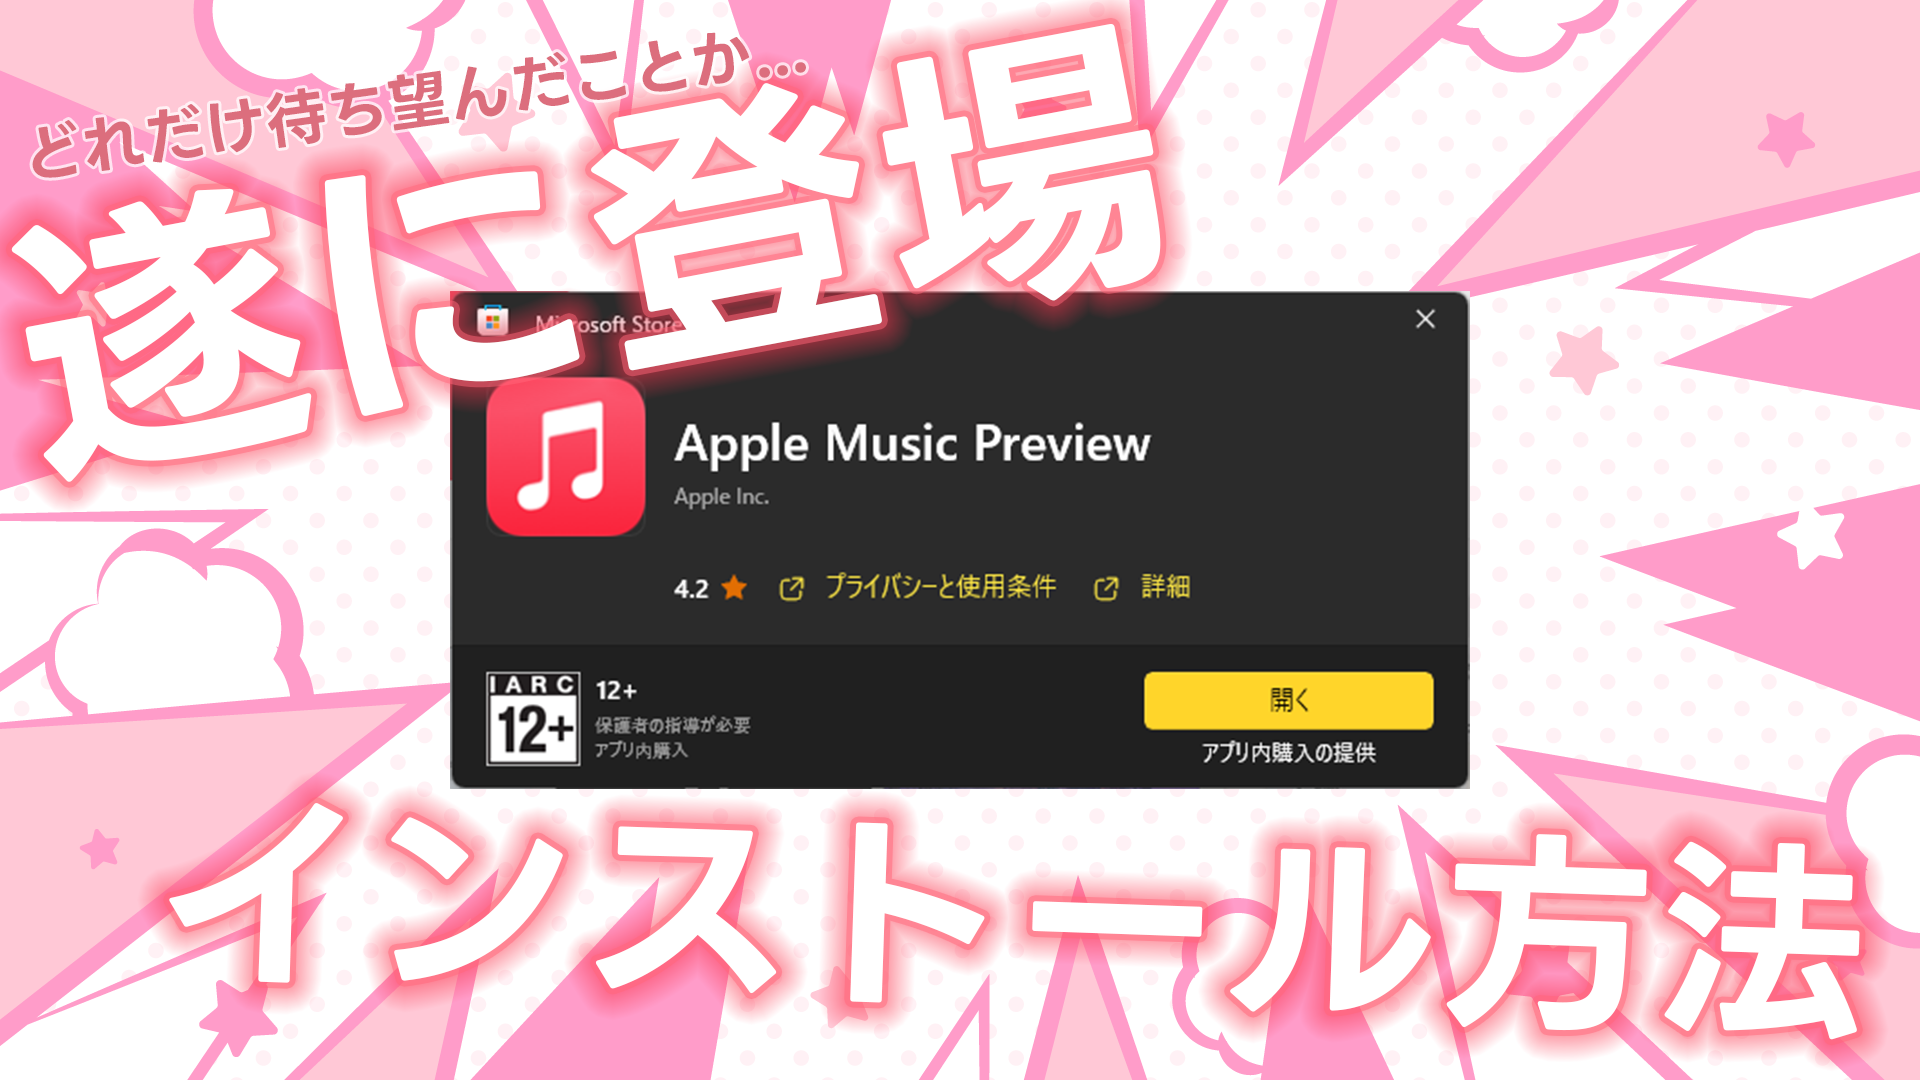 どれだけ待ち望んだことか...
遂に登場
Microsoft Store
Apple Music Preview
Apple Inc.
4.2 プライバシーと使用条件 詳細
IARC
12+
12+
保護者の指導が必要
アプリ内購入
開く
アプリ内購入の提供
インストール方法